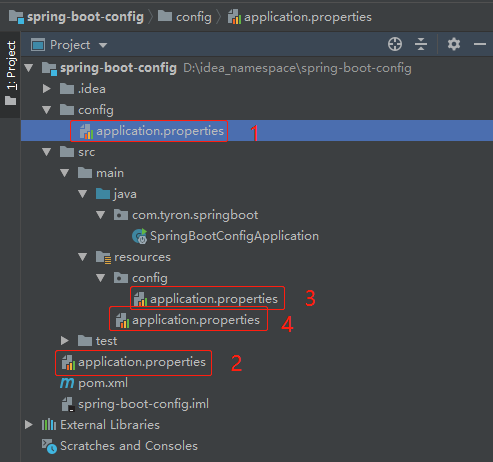 spring-boot-config config application.properties
1: Project
Project
spring-boot-config D:\idea_namespace\spring-boot-config
.idea
config
application.properties 1
src
main
java
com.tyron.springboot
SpringBootConfigApplication
resources
config
application.properties 3
application.properties 4
test
application.properties 2
pom.xml
spring-boot-config.iml
External Libraries
Scratches and Consoles